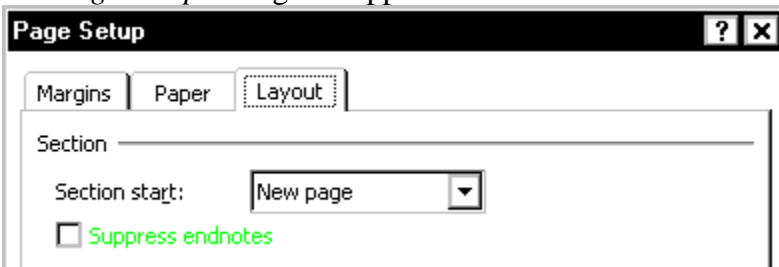 Page Setup ? X
Margins Paper Layout
Section
Section start: New page
Suppress endnotes